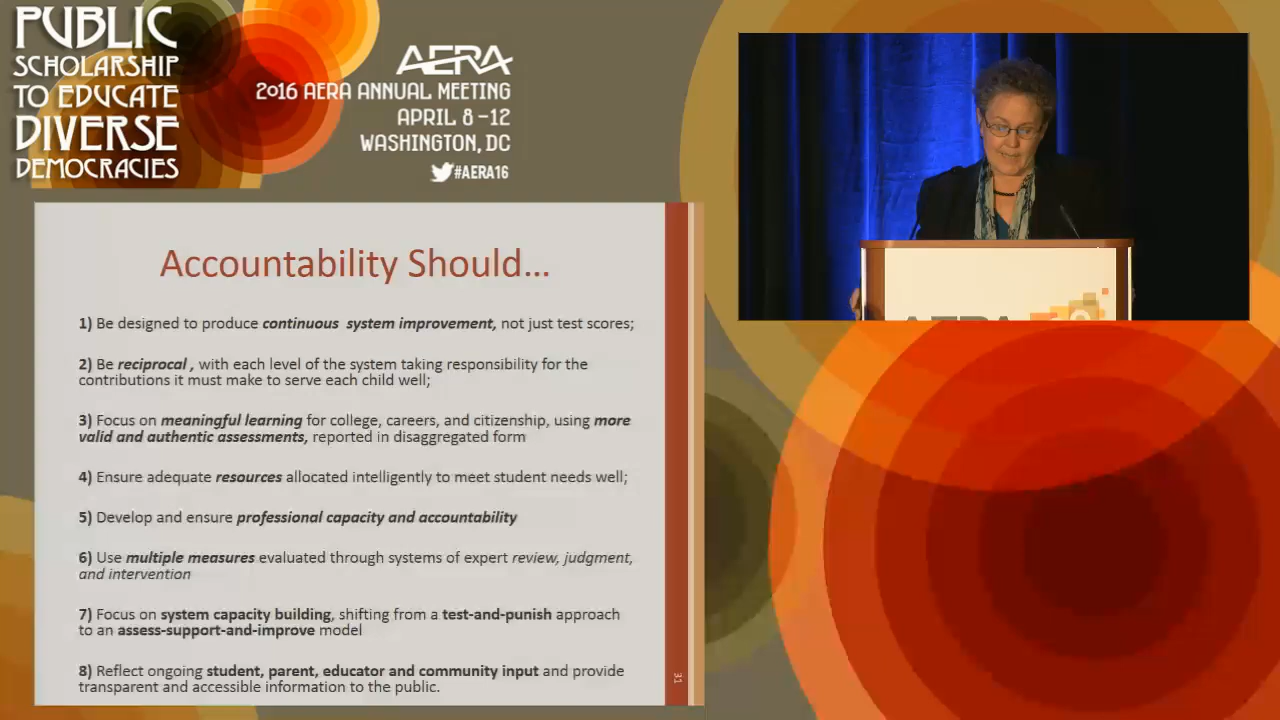 PUBLIC
SCHOLARSHIP
TO EDUCATE
DIVERSE
DEMOCRACIES
AERA
2016 AERA ANNUAL MEETING
APRIL 8 – 12
WASHINGTON, DC
#AERA16
Accountability Should…
1) Be designed to produce continuous system improvement, not just test scores;
2) Be reciprocal , with each level of the system taking responsibility for the
contributions it must make to serve each child well;
3) Focus on meaningful learning for college, careers, and citizenship, using more
valid and authentic assessments, reported in disaggregated form
4) Ensure adequate resources allocated intelligently to meet student needs well;
5) Develop and ensure professional capacity and accountability
6) Use multiple measures evaluated through systems of expert review, judgment,
and intervention
7) Focus on system capacity building, shifting from a test-and-punish approach
to an assess-support-and-improve model
8) Reflect ongoing student, parent, educator and community input and provide
transparent and accessible information to the public.
31